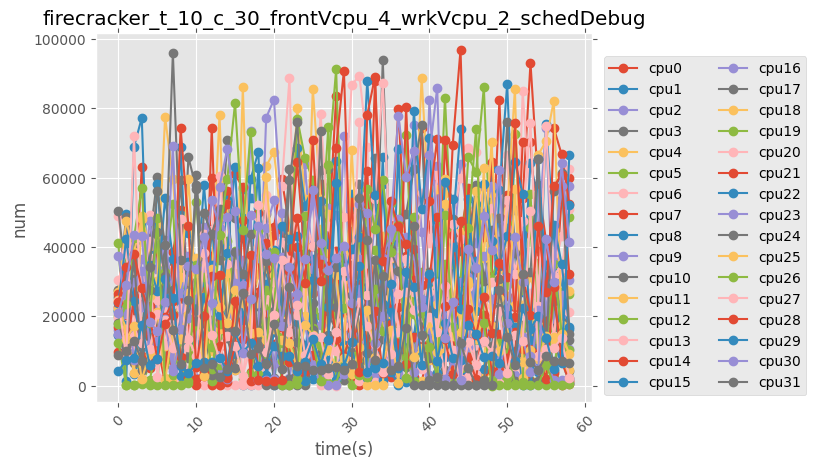 firecracker_t_10_c_30_frontVcpu_4_wrkVcpu_2_schedDebug
100000
80000
60000
40000
20000
0
num
0
10
20
30
40
50
60
time(s)
cpu0
cpu1
cpu2
cpu3
cpu4
cpu5
cpu6
cpu7
cpu8
cpu9
cpu10
cpu11
cpu12
cpu13
cpu14
cpu15
cpu16
cpu17
cpu18
cpu19
cpu20
cpu21
cpu22
cpu23
cpu24
cpu25
cpu26
cpu27
cpu28
cpu29
cpu30
cpu31